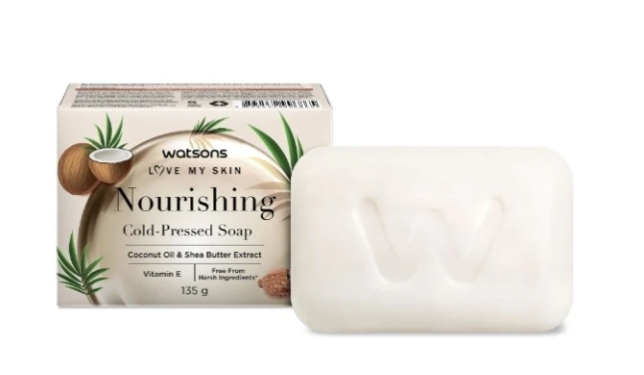 watsons
LOVE MY SKIN
Nourishing
Cold-Pressed Soap
Coconut Oil & Shea Butter Extract
Vitamin E
Free From
Harsh Ingredients*
135 g
W